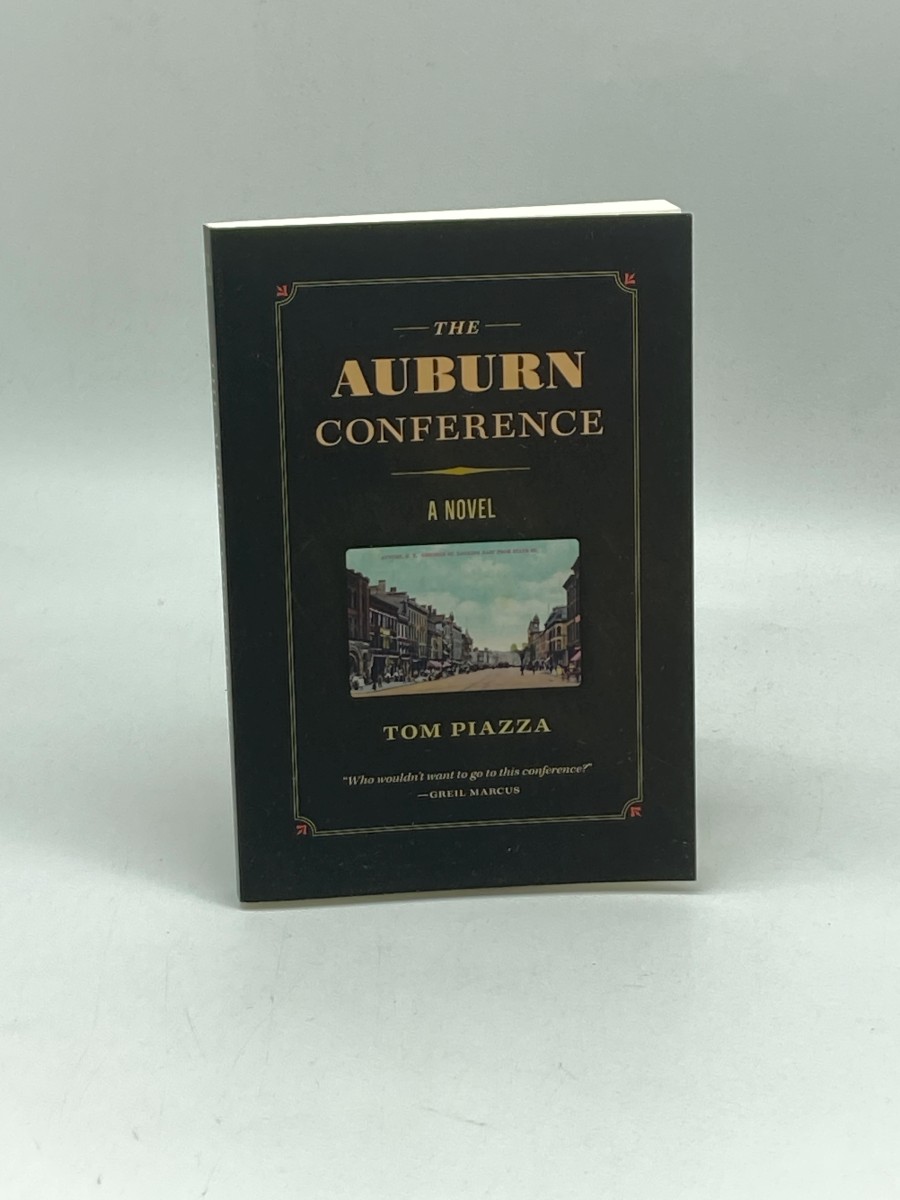 THE
AUBURN
CONFERENCE
A NOVEL
TOM PIAZZA
“Who wouldn't want to go to this conference?”
—GREIL MARCUS